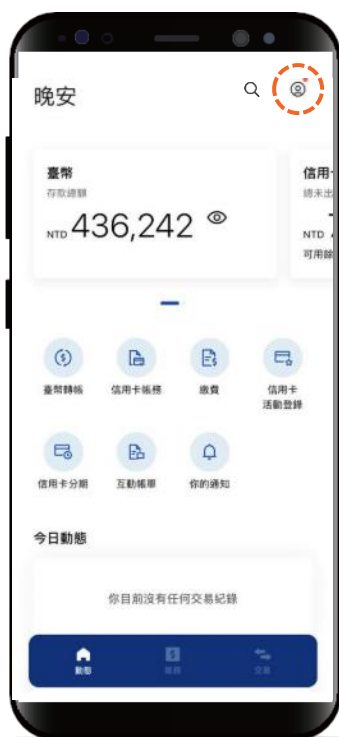 晚安
臺幣
存款總額
NTD 436,242
信用
總未出
NTD
可用餘
臺幣轉帳
信用卡帳務
繳費
信用卡
活動登錄
信用卡分期
互動帳單
你的通知
今日動態
你目前沒有任何交易紀錄
動態
交易